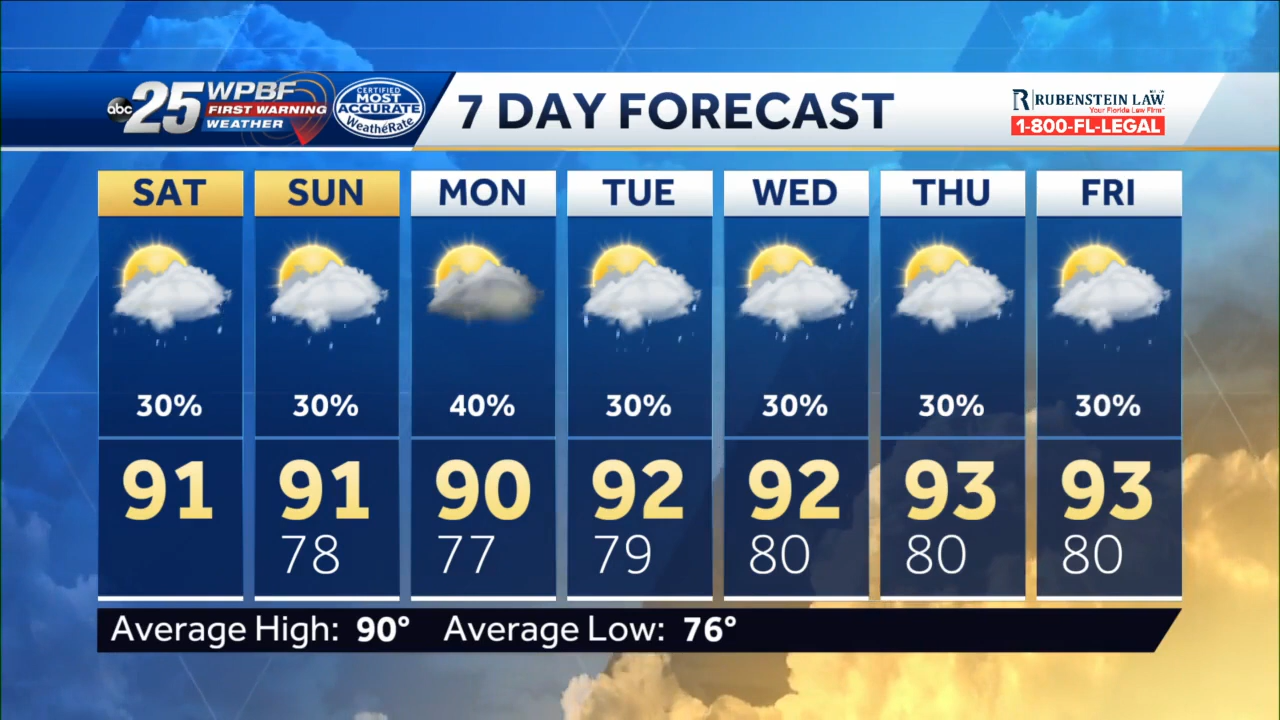 abc 25 WPBF
FIRST WARNING
WEATHER
CERTIFIED
MOST
ACCURATE
WeatheRate
7 DAY FORECAST
RUBENSTEIN LAW
Your Florida Law Firm
1-800-FL-LEGAL
SAT SUN MON TUE WED THU FRI
30% 30% 40% 30% 30% 30% 30%
91 91 90 92 92 93 93
78 77 79 80 80 80
Average High: 90° Average Low: 76°